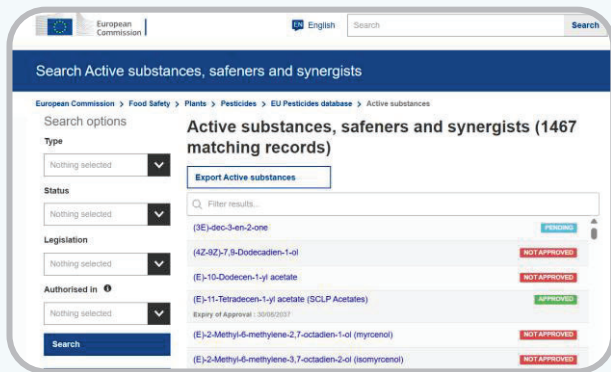 European
Commission
EN English
Search
Search
Search Active substances, safeners and synergists
European Commission > Food Safety > Plants > Pesticides > EU Pesticides database > Active substances
Search options
Type
Nothing selected
Status
Nothing selected
Legislation
Nothing selected
Authorised in
Nothing selected
Search
Active substances, safeners and synergists (1467
matching records)
Export Active substances
Filter results...
(3E)-dec-3-en-2-one PENDING
(4Z-9Z)-7,9-Dodecadien-1-ol NOT APPROVED
(E)-10-Dodecen-1-yl acetate NOT APPROVED
(E)-11-Tetradecen-1-yl acetate (SCLP Acetates) APPROVED
Expiry of Approval : 30/06/2037
(E)-2-Methyl-6-methylene-2,7-octadien-1-ol (myrcenol) NOT APPROVED
(E)-2-Methyl-6-methylene-3,7-octadien-2-ol (isomyrcenol) NOT APPROVED